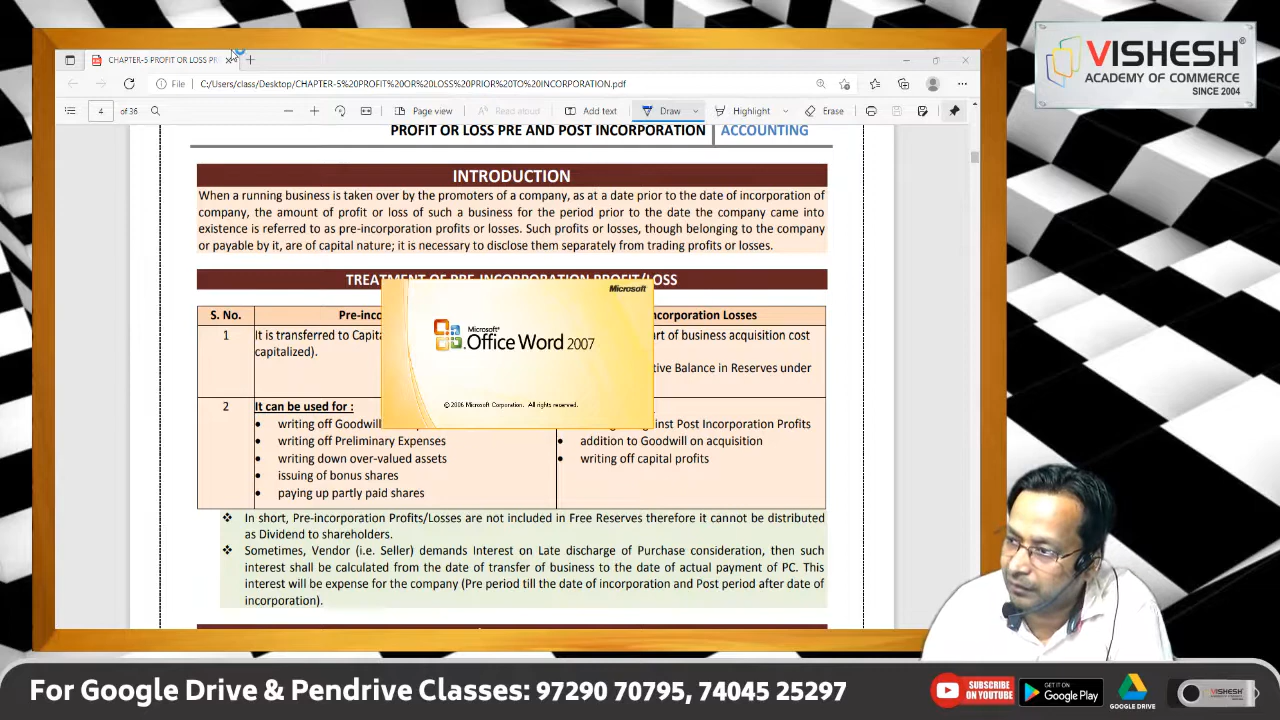 VISHESH®
ACADEMY OF COMMERCE
SINCE 2004
CHAPTER-5 PROFIT OR LOSS PR
File
C:/Users/class/Desktop/CHAPTER-5%20PROFIT%20OR%20LOSS%20PRIOR%20TO%20INCORPORATION.pdf
4 of 36
Page view
Read aloud
Add text
Draw
Highlight
Erase
PROFIT OR LOSS PRE AND POST INCORPORATION ACCOUNTING
INTRODUCTION
When a running business is taken over by the promoters of a company, as at a date prior to the date of incorporation of
company, the amount of profit or loss of such a business for the period prior to the date the company came into
existence is referred to as pre-incorporation profits or losses. Such profits or losses, though belonging to the company
or payable by it, are of capital nature; it is necessary to disclose them separately from trading profits or losses.
TREATMENT OF PRE-INCORPORATION PROFIT/LOSS
S. No. Pre-inco ncorporation Losses
1 It is transferred to Capita art of business acquisition cost
capitalized).
tive Balance in Reserves under
2 It can be used for : 
writing off Goodwill inst Post Incorporation Profits
• writing off Preliminary Expenses • addition to Goodwill on acquisition
• writing down over-valued assets • writing off capital profits
• issuing of bonus shares
• paying up partly paid shares
Microsoft
Microsoft®
Office Word 2007
© 2006 Microsoft Corporation. All rights reserved.
❖ In short, Pre-incorporation Profits/Losses are not included in Free Reserves therefore it cannot be distributed
as Dividend to shareholders.
❖ Sometimes, Vendor (i.e. Seller) demands Interest on Late discharge of Purchase consideration, then such
interest shall be calculated from the date of transfer of business to the date of actual payment of PC. This
interest will be expense for the company (Pre period till the date of incorporation and Post period after date of
incorporation).
For Google Drive & Pendrive Classes: 97290 70795, 74045 25297
SUBSCRIBE
ON YOUTUBE
GET IT ON
Google Play
GOOGLE DRIVE
VISHESH